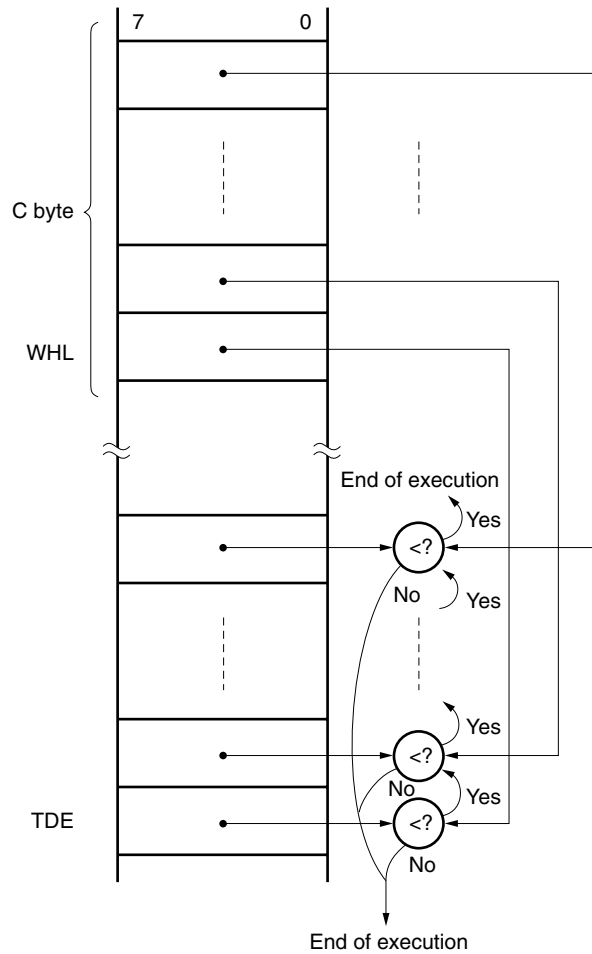 7 0
C byte
WHL
End of execution
Yes
<?
No
Yes
Yes
<?
No
Yes
TDE
<?
No
End of execution